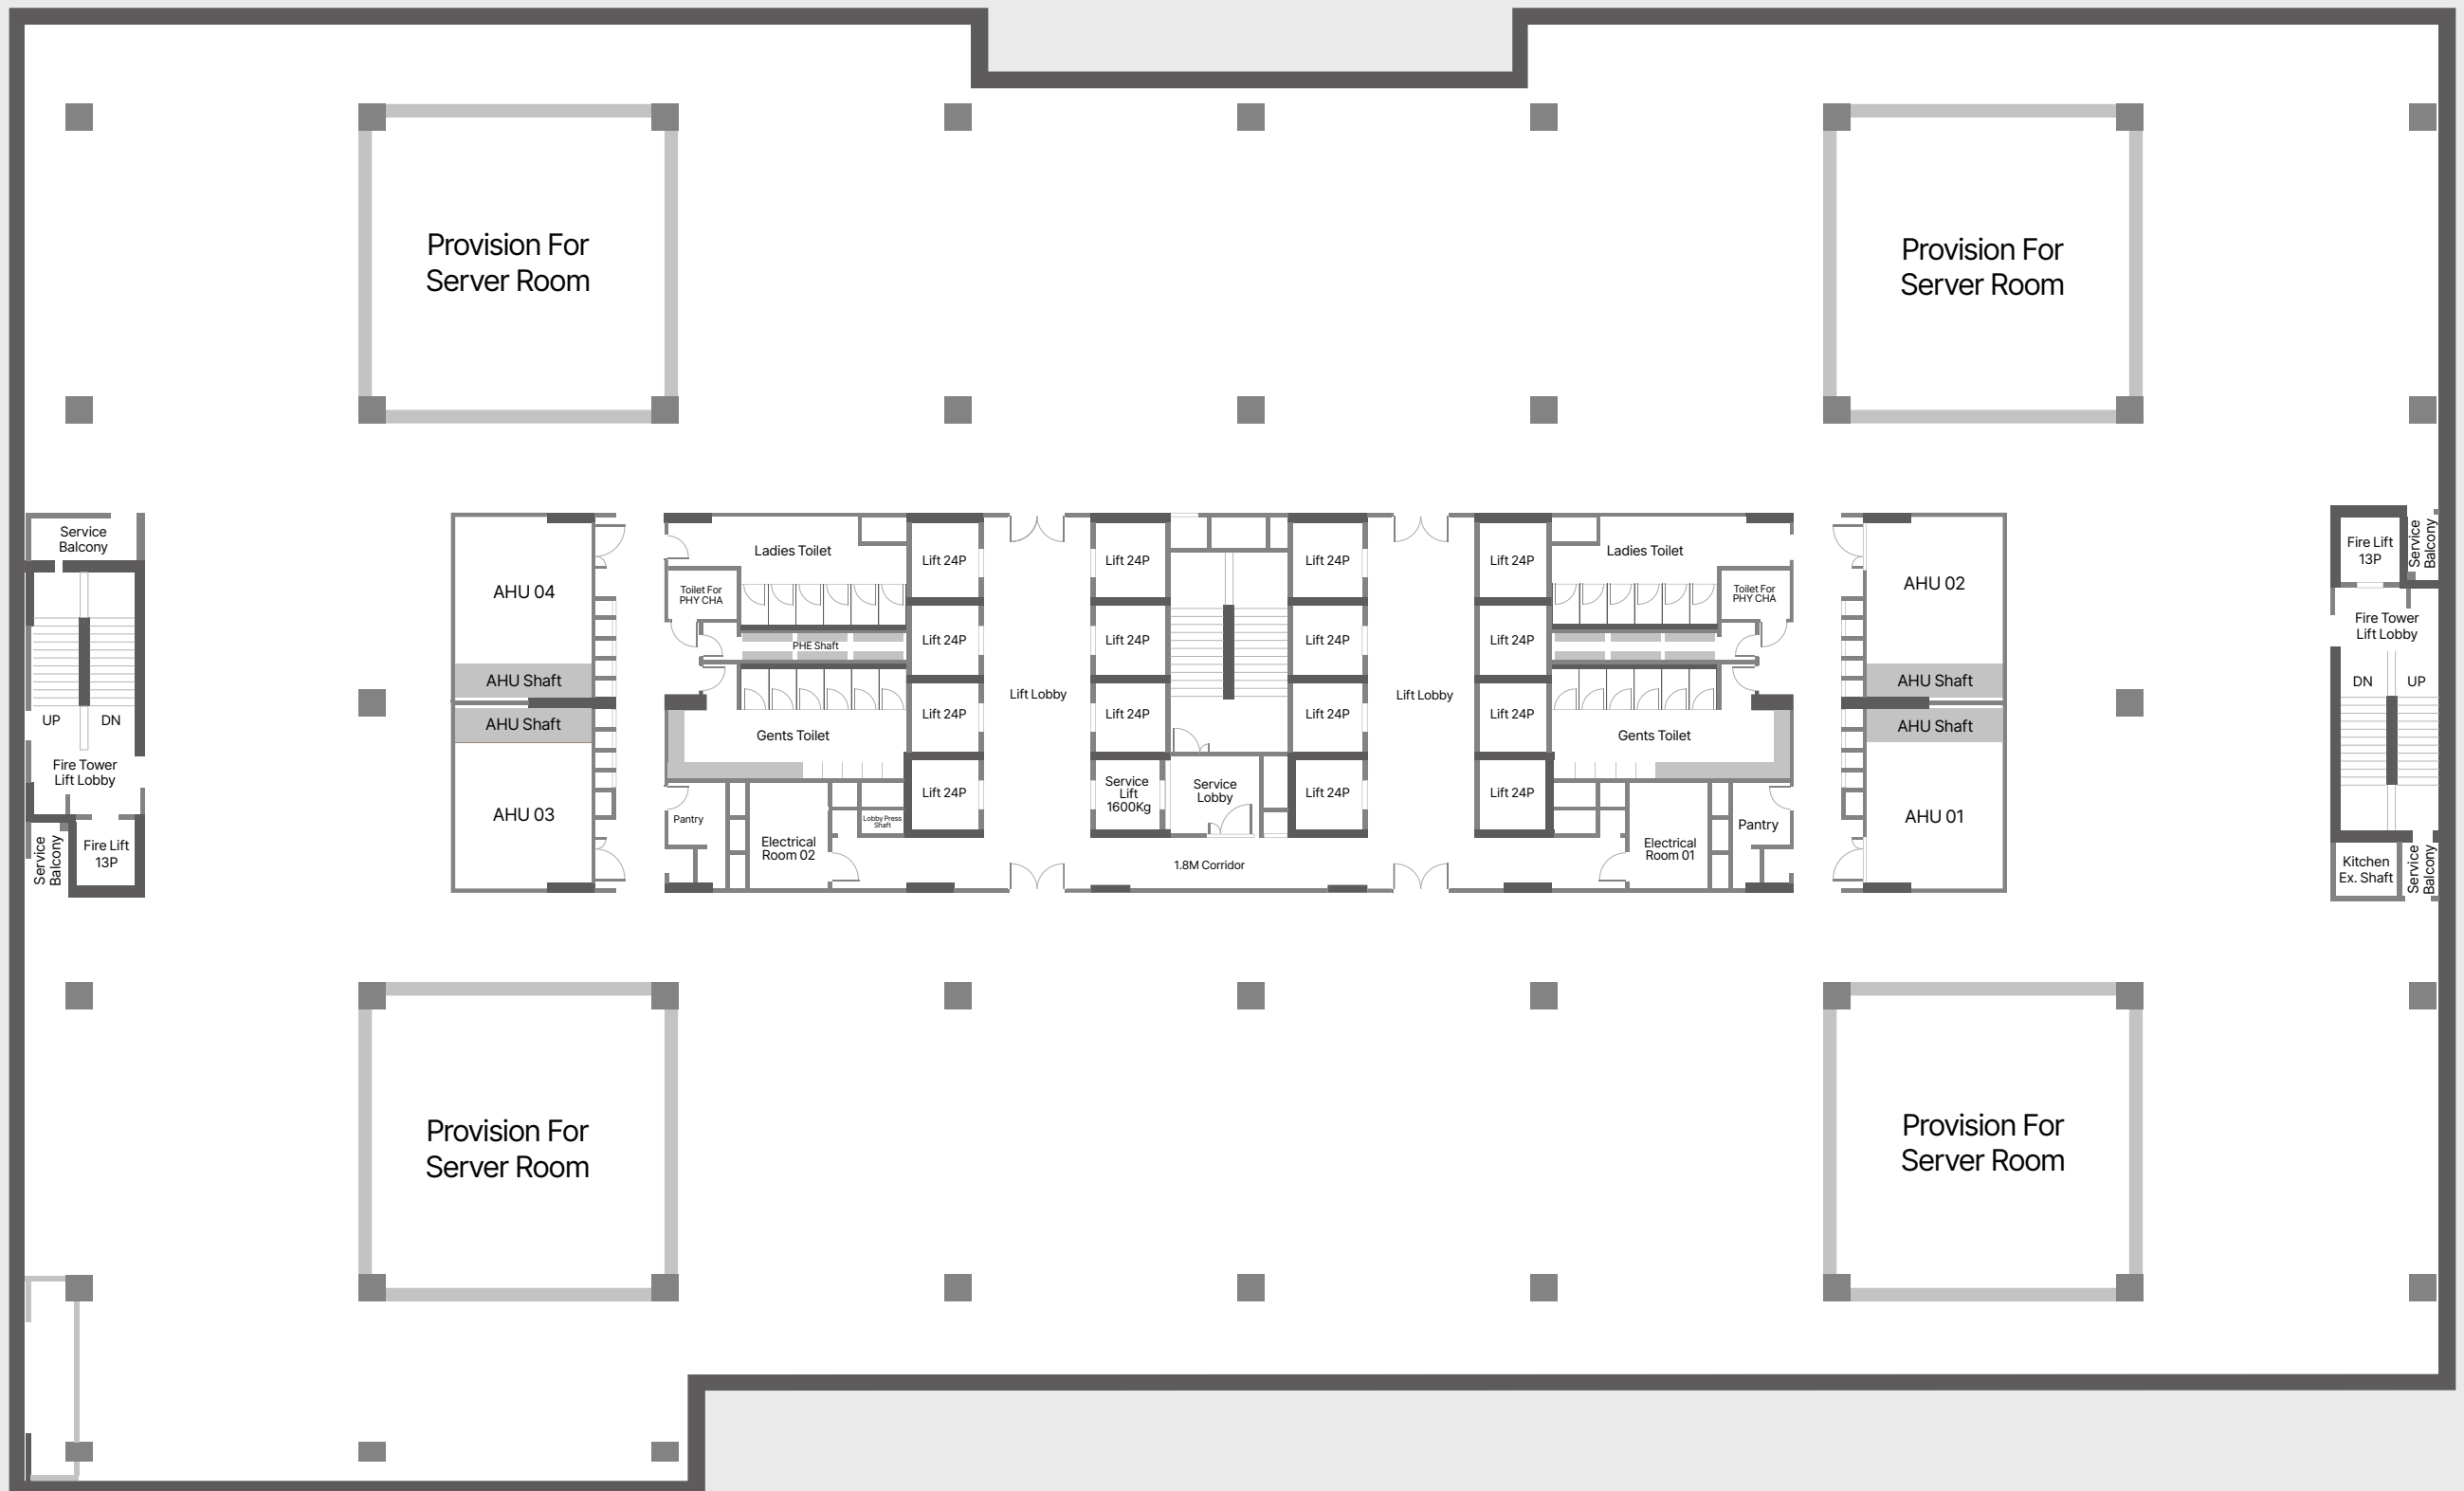 Provision For
Server Room
Provision For
Server Room
Service
Balcony
UP
DN
Fire Tower
Lift Lobby
Service
Balcony
Fire Lift
13P
AHU 04
AHU Shaft
AHU Shaft
AHU 03
Ladies Toilet
Toilet For
PHY CHA
PHE Shaft
Gents Toilet
Pantry
Electrical
Room 02
Lobby Press
Shaft
Lift 24P
Lift 24P
Lift 24P
Lift 24P
Lift Lobby
Lift 24P
Lift 24P
Lift 24P
Service
Lift
1600Kg
Service
Lobby
1.8M Corridor
Lift 24P
Lift 24P
Lift 24P
Lift 24P
Lift Lobby
Lift 24P
Lift 24P
Lift 24P
Lift 24P
Ladies Toilet
Toilet For
PHY CHA
Gents Toilet
Electrical
Room 01
Pantry
AHU 02
AHU Shaft
AHU Shaft
AHU 01
Fire Lift
13P
Service
Balcony
Fire Tower
Lift Lobby
DN
UP
Kitchen
Ex. Shaft
Service
Balcony
Provision For
Server Room
Provision For
Server Room